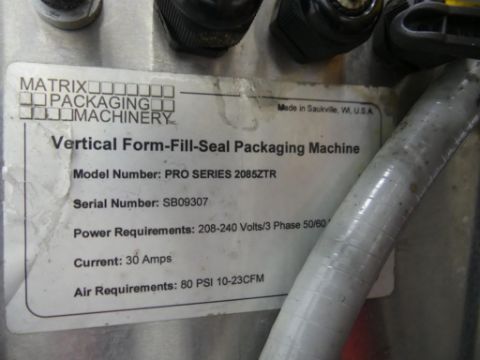 MATRIX
PACKAGING
MACHINERY
Made in Saukville, WI, U.S.A.
Vertical Form-Fill-Seal Packaging Machine
Model Number: PRO SERIES 2085ZTR
Serial Number: SB09307
Power Requirements: 208-240 Volts/3 Phase 50/60
Current: 30 Amps
Air Requirements: 80 PSI 10-23CFM